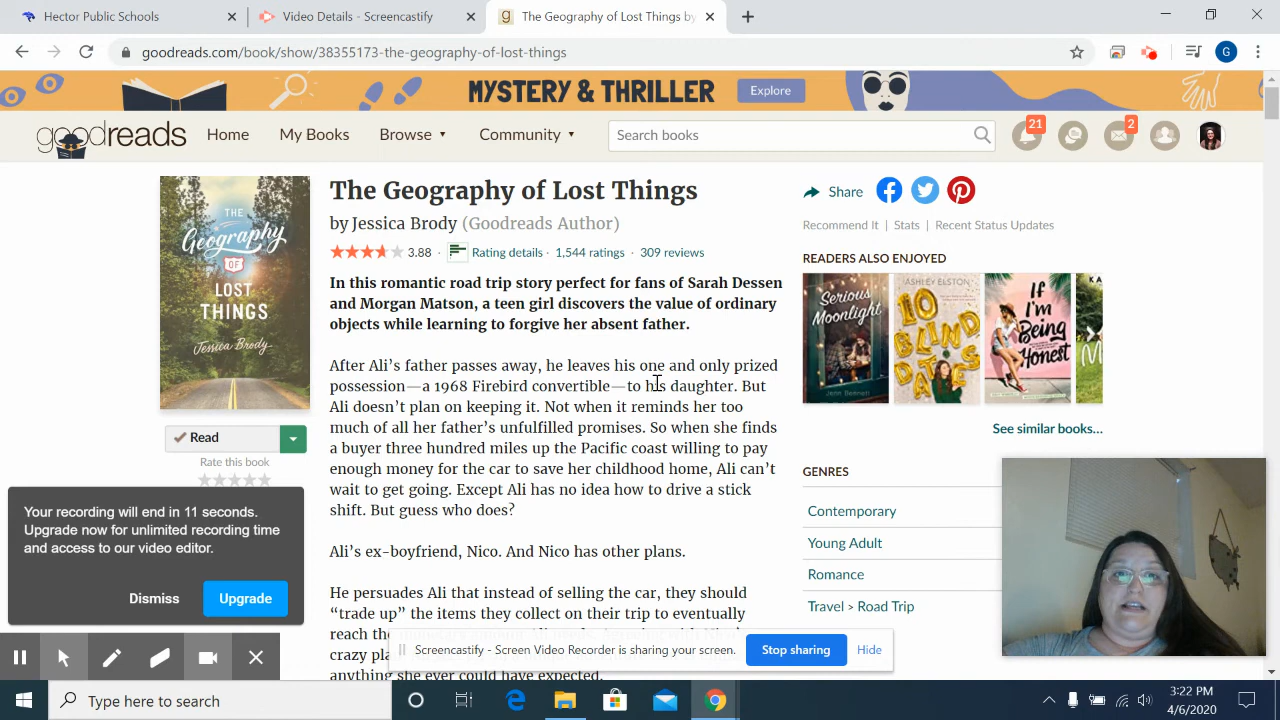 Hector Public Schools
Video Details - Screencastify
The Geography of Lost Things by
goodreads.com/book/show/38355173-the-geography-of-lost-things
G
MYSTERY & THRILLER
Explore
goodreads
Home
My Books
Browse
Community
Search books
21
2
THE
Geography
OF
LOST
THINGS
Jessica Brody
Read
Rate this book
The Geography of Lost Things
by Jessica Brody (Goodreads Author)
3.88 · Rating details · 1,544 ratings · 309 reviews
In this romantic road trip story perfect for fans of Sarah Dessen
and Morgan Matson, a teen girl discovers the value of ordinary
objects while learning to forgive her absent father.
After Ali’s father passes away, he leaves his one and only prized
possession—a 1968 Firebird convertible—to his daughter. But
Ali doesn’t plan on keeping it. Not when it reminds her too
much of all her father’s unfulfilled promises. So when she finds
a buyer three hundred miles up the Pacific coast willing to pay
enough money for the car to save her childhood home, Ali can’t
wait to get going. Except Ali has no idea how to drive a stick
shift. But guess who does?
Ali’s ex-boyfriend, Nico. And Nico has other plans.
He persuades Ali that instead of selling the car, they should
“trade up” the items they collect on their trip to eventually
reach the
crazy pla
anything she ever could have expected.
Share
Recommend It | Stats | Recent Status Updates
READERS ALSO ENJOYED
Serious
Moonlight
Jenn Bennett
ASHLEY ELSTON
10
BLIND
DATES
If
I'm
Being
Honest
KA
M
See similar books…
GENRES
Contemporary
Young Adult
Romance
Travel > Road Trip
Your recording will end in 11 seconds.
Upgrade now for unlimited recording time
and access to our video editor.
Dismiss
Upgrade
Screencastify - Screen Video Recorder is sharing your screen.
Stop sharing
Hide
Type here to search
3:22 PM
4/6/2020